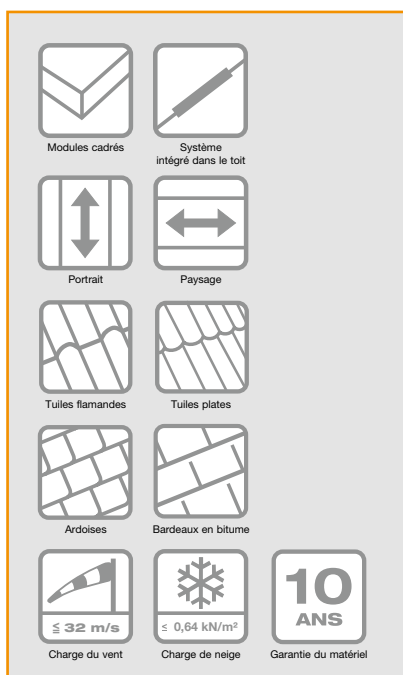 Modules cadrés
Système
intégré dans le toit
Portrait
Paysage
Tuiles flamandes
Tuiles plates
Ardoises
Bardeaux en bitume
≦ 32 m/s
Charge du vent
≤ 0,64 kN/m²
Charge de neige
10
ANS
Garantie du matériel